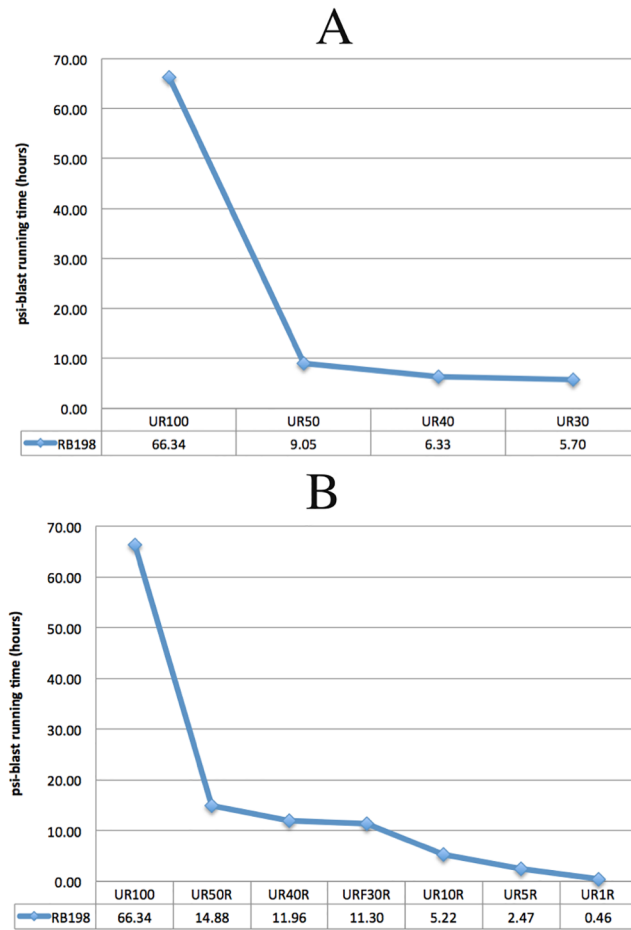 A
70.00
60.00
50.00
40.00
30.00
20.00
10.00
0.00
psi-blast running time (hours)
UR100 UR50 UR40 UR30
RB198 66.34 9.05 6.33 5.70
B
70.00
60.00
50.00
40.00
30.00
20.00
10.00
0.00
psi-blast running time (hours)
UR100 UR50R UR40R URF30R UR10R UR5R UR1R
RB198 66.34 14.88 11.96 11.30 5.22 2.47 0.46